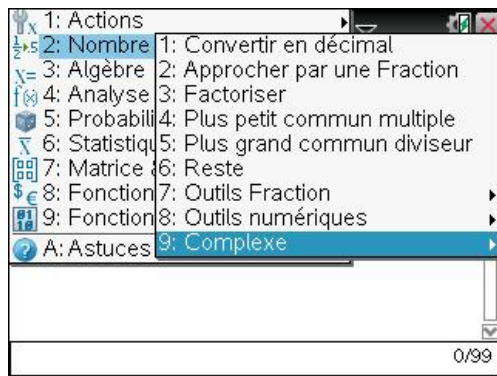 1: Actions
2: Nombre
3: Algèbre
4: Analyse
5: Probabili
6: Statistiqu
7: Matrice &
8: Fonction
9: Fonction
A: Astuces
1: Convertir en décimal
2: Approcher par une Fraction
3: Factoriser
4: Plus petit commun multiple
5: Plus grand commun diviseur
6: Reste
7: Outils Fraction
8: Outils numériques
9: Complexe
0/99